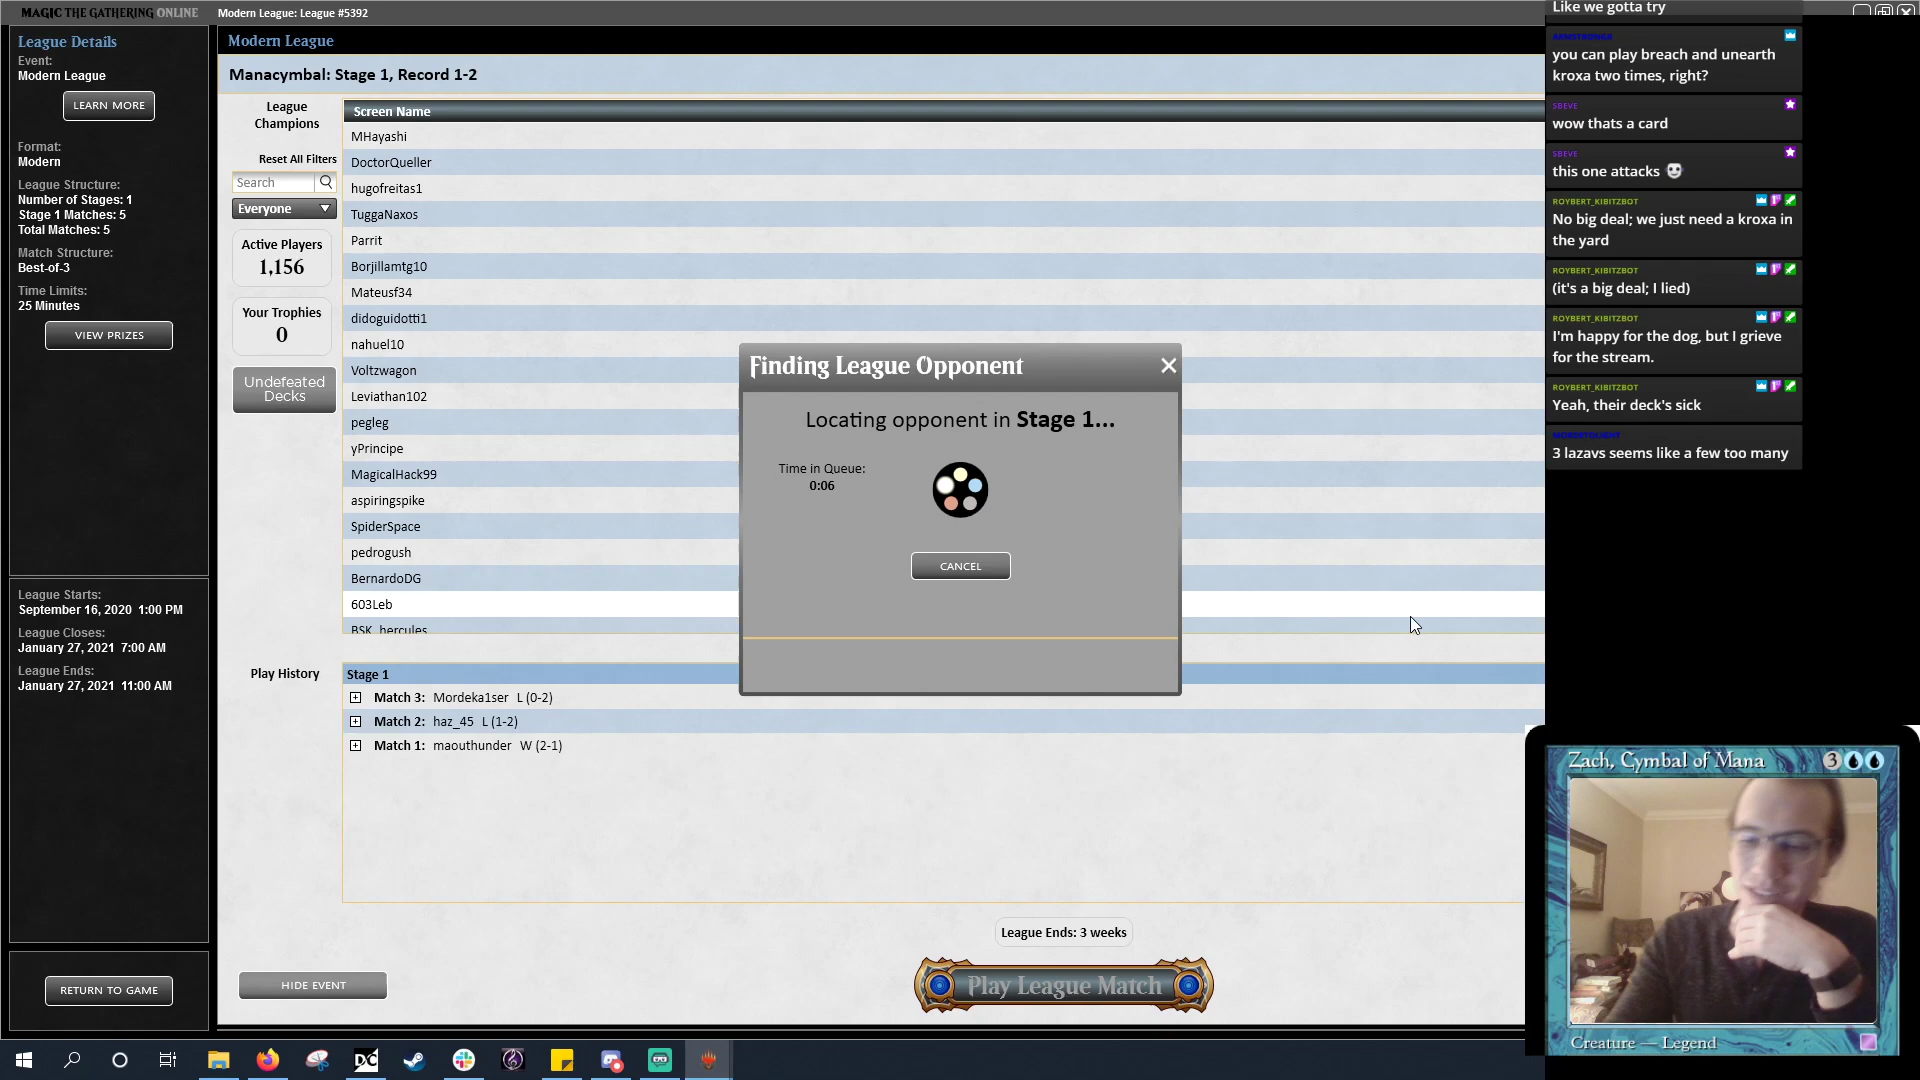 MAGIC THE GATHERING ONLINE
Modern League: League #5392
League Details
Event:
Modern League
LEARN MORE
Format:
Modern
League Structure:
Number of Stages: 1
Stage 1 Matches: 5
Total Matches: 5
Match Structure:
Best-of-3
Time Limits:
25 Minutes
VIEW PRIZES
League Starts:
September 16, 2020 1:00 PM
League Closes:
January 27, 2021 7:00 AM
League Ends:
January 27, 2021 11:00 AM
RETURN TO GAME
Modern League
Manacymbal: Stage 1, Record 1-2
League
Champions
Reset All Filters
Search
Everyone
Active Players
1,156
Your Trophies
0
Undefeated
Decks
Screen Name
MHayashi
DoctorQueller
hugofreitas1
TuggaNaxos
Parrit
Borjillamtg10
Mateusf34
didoguidotti1
nahuel10
Voltzwagon
Leviathan102
pegleg
yPrincipe
MagicalHack99
aspiringspike
SpiderSpace
pedrogush
BernardoDG
603Leb
BSK_hercules
Finding League Opponent
Locating opponent in Stage 1...
Time in Queue:
0:06
CANCEL
Play History
Stage 1
Match 3: Mordeka1ser L (0-2)
Match 2: haz_45 L (1-2)
Match 1: maouthunder W (2-1)
League Ends: 3 weeks
HIDE EVENT
Play League Match
Like we gotta try
you can play breach and unearth
kroxa two times, right?
SBEVE
wow thats a card
SBEVE
this one attacks
ROYBERT_KIBITZBOT
No big deal; we just need a kroxa in
the yard
ROYBERT_KIBITZBOT
(it's a big deal; I lied)
ROYBERT_KIBITZBOT
I'm happy for the dog, but I grieve
for the stream.
ROYBERT_KIBITZBOT
Yeah, their deck's sick
3 lazavs seems like a few too many
Zach, Cymbal of Mana 3
Creature — Legend
DC